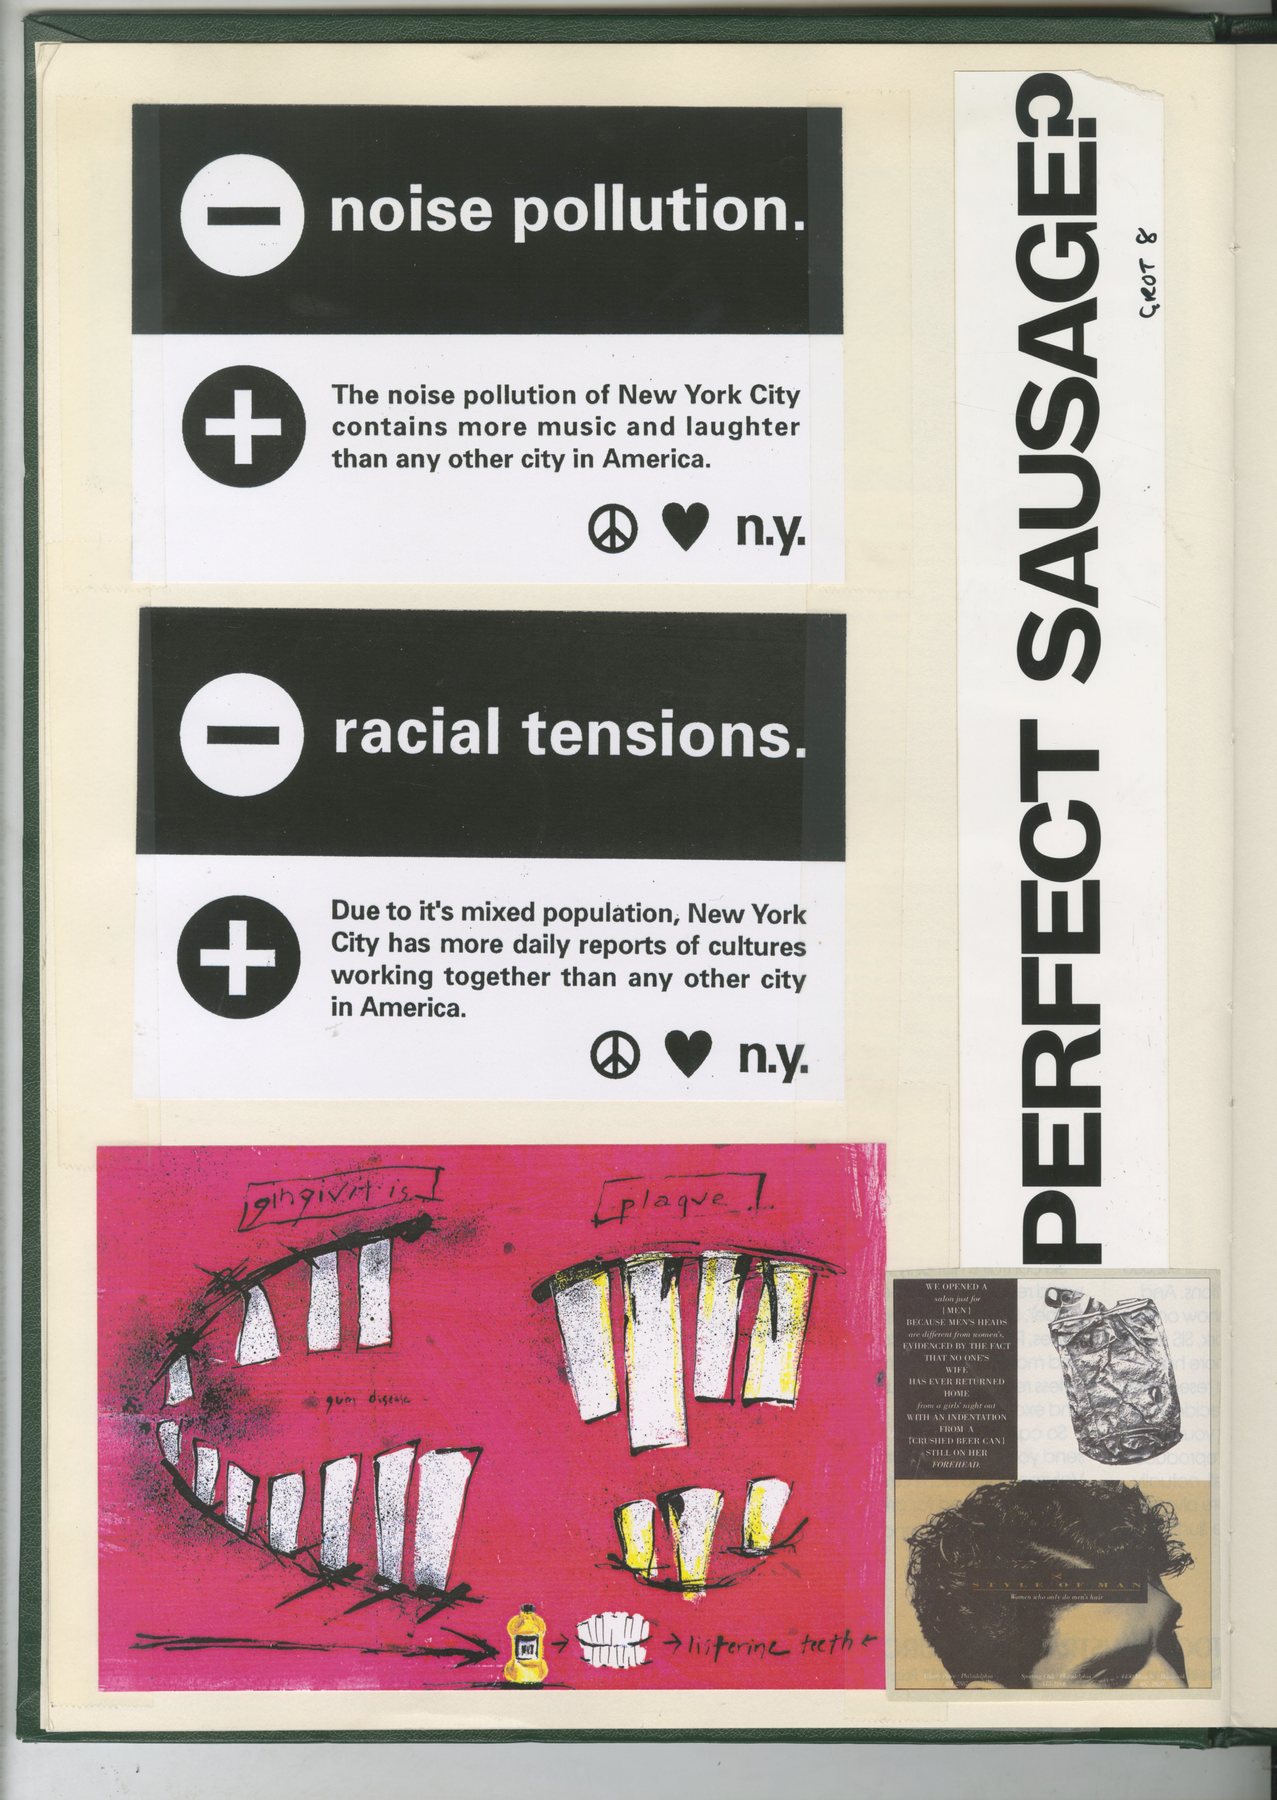 noise pollution.
The noise pollution of New York City
contains more music and laughter
than any other city in America.
n.y.
racial tensions.
Due to it's mixed population, New York
City has more daily reports of cultures
working together than any other city
in America.
n.y.
PERFECT SAUSAGE?
GROT 8
gingivitis!
plaque!
gum disease
listerine teeth
WE OPENED A
salon just for
[MEN]
BECAUSE MEN'S HEADS
are different from women's,
EVIDENCED BY THE FACT
THAT NO ONE'S
WIFE
HAS EVER RETURNED
HOME
from a girls' night out
WITH AN INDENTATION
FROM A
[CRUSHED BEER CAN]
STILL ON HER
FOREHEAD.
STYLE OF MAN
Women who only do men's hair